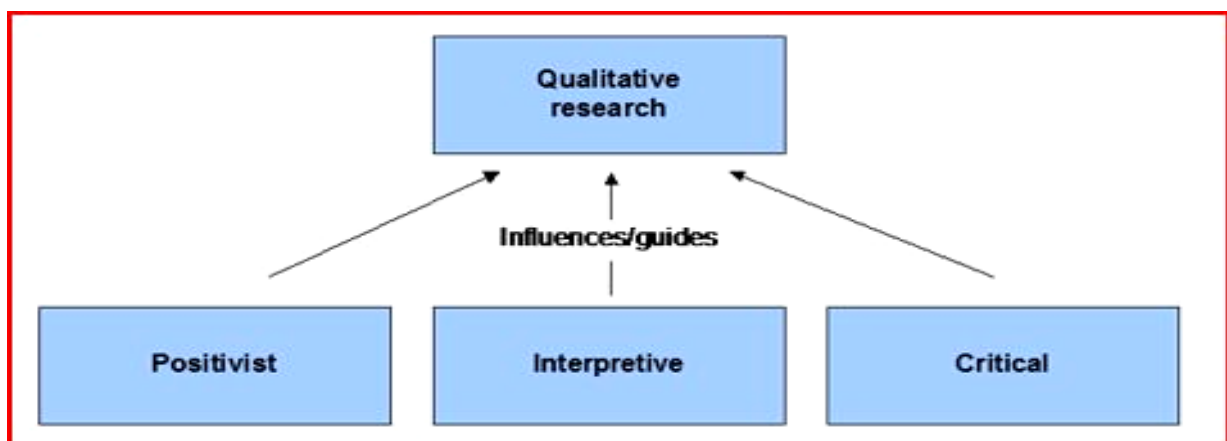 Qualitative
research
Influences/guides
Positivist
Interpretive
Critical